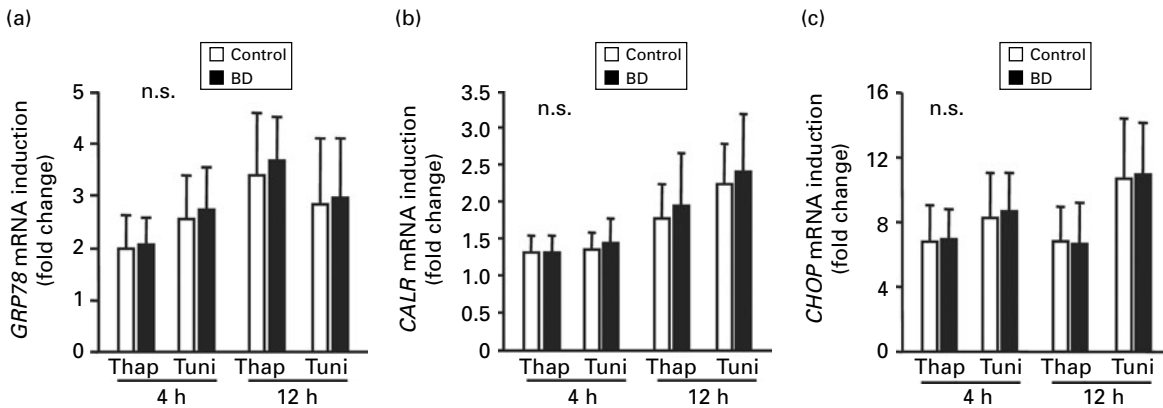 (a)
Control
BD
n.s.
GRP78 mRNA induction
(fold change)
5
4
3
2
1
0
Thap Tuni Thap Tuni
4 h 12 h
(b)
Control
BD
n.s.
CALR mRNA induction
(fold change)
3.5
3.0
2.5
2.0
1.5
1.0
0.5
0
Thap Tuni Thap Tuni
4 h 12 h
(c)
Control
BD
n.s.
CHOP mRNA induction
(fold change)
16
12
8
4
0
Thap Tuni Thap Tuni
4 h 12 h